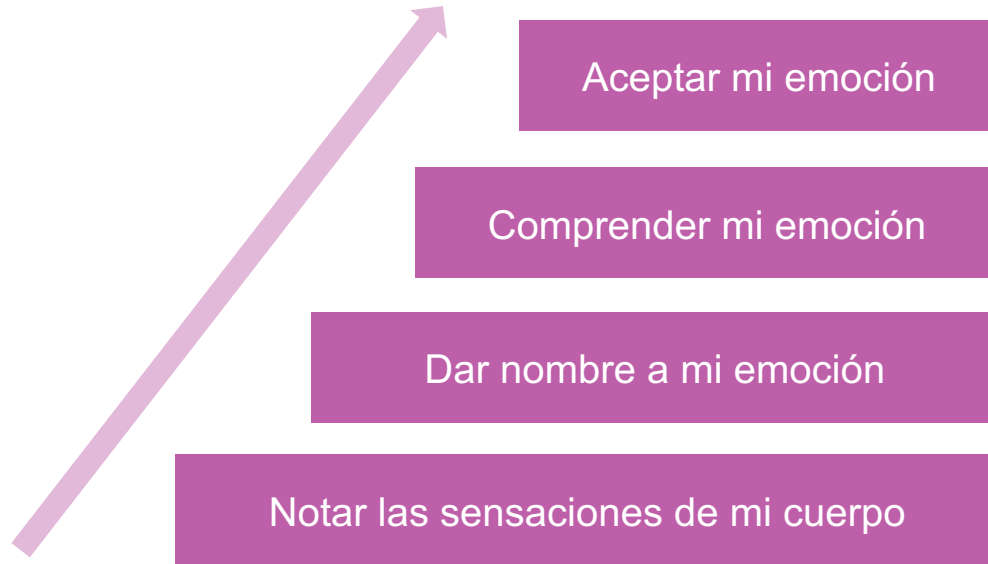 Aceptar mi emoción
Comprender mi emoción
Dar nombre a mi emoción
Notar las sensaciones de mi cuerpo